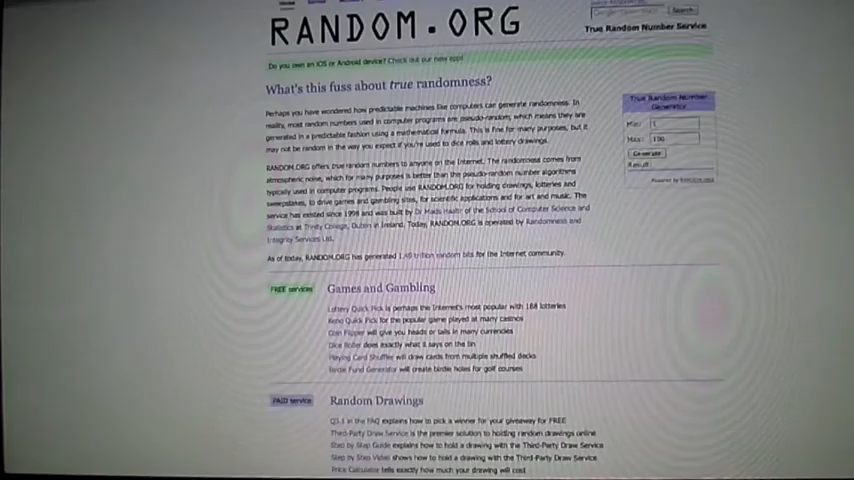 Search
RANDOM.ORG
True Random Number Service
Do you own an iOS or Android device? Check out our new app!
What's this fuss about true randomness?
Perhaps you have wondered how predictable machines like computers can generate randomness. In
reality, most random numbers used in computer programs are pseudo-random, which means they are
generated in a predictable fashion using a mathematical formula. This is fine for many purposes, but it
may not be random in the way you expect if you're used to dice rolls and lottery drawings.
RANDOM.ORG offers true random numbers to anyone on the Internet. The randomness comes from
atmospheric noise, which for many purposes is better than the pseudo-random number algorithms
typically used in computer programs. People use RANDOM.ORG for holding drawings, lotteries and
sweepstakes, to drive games and gambling sites, for scientific applications and for art and music. The
service has existed since 1998 and was built by Dr Mads Haahr of the School of Computer Science and
Statistics at Trinity College, Dublin in Ireland. Today, RANDOM.ORG is operated by Randomness and
Integrity Services Ltd.
As of today, RANDOM.ORG has generated 1.49 trillion random bits for the Internet community.
True Random Number
Generator
Min: 1
Max: 100
Generate
Result:
Powered by RANDOM.ORG
FREE services
Games and Gambling
Lottery Quick Pick is perhaps the Internet's most popular with 188 lotteries
Keno Quick Pick for the popular game played at many casinos
Coin Flipper will give you heads or tails in many currencies
Dice Roller does exactly what it says on the tin
Playing Card Shuffler will draw cards from multiple shuffled decks
Birdie Fund Generator will create birdie holes for golf courses
PAID service
Random Drawings
Q3.1 in the FAQ explains how to pick a winner for your giveaway for FREE
Third-Party Draw Service is the premier solution to holding random drawings online
Step by Step Guide explains how to hold a drawing with the Third-Party Draw Service
Step by Step Video shows how to hold a drawing with the Third-Party Draw Service
Price Calculator tells exactly how much your drawing will cost